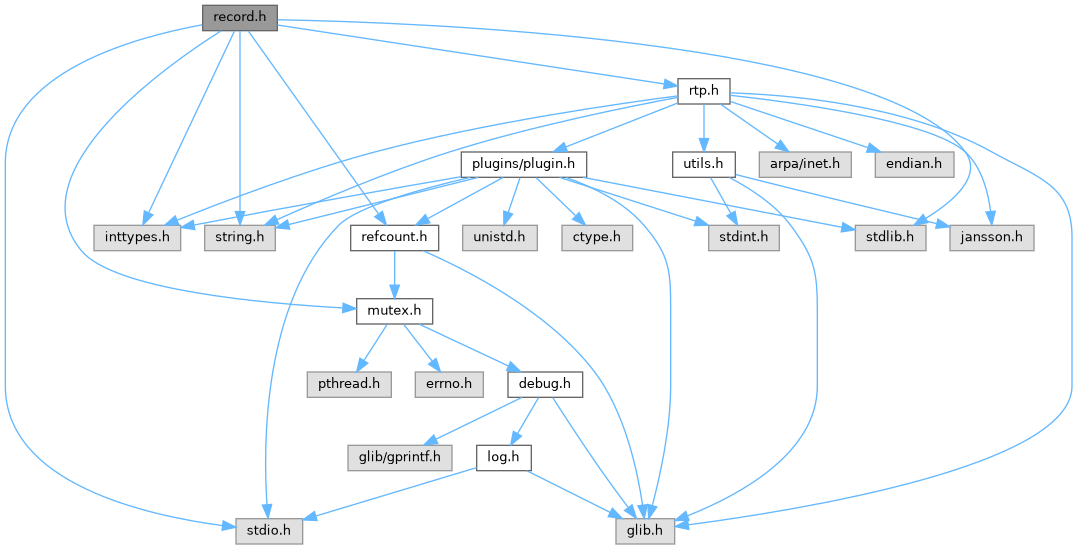 record.h
rtp.h
plugins/plugin.h
utils.h
arpa/inet.h
endian.h
inttypes.h
string.h
refcount.h
unistd.h
ctype.h
stdint.h
stdlib.h
jansson.h
mutex.h
pthread.h
errno.h
debug.h
glib/gprintf.h
log.h
stdio.h
glib.h